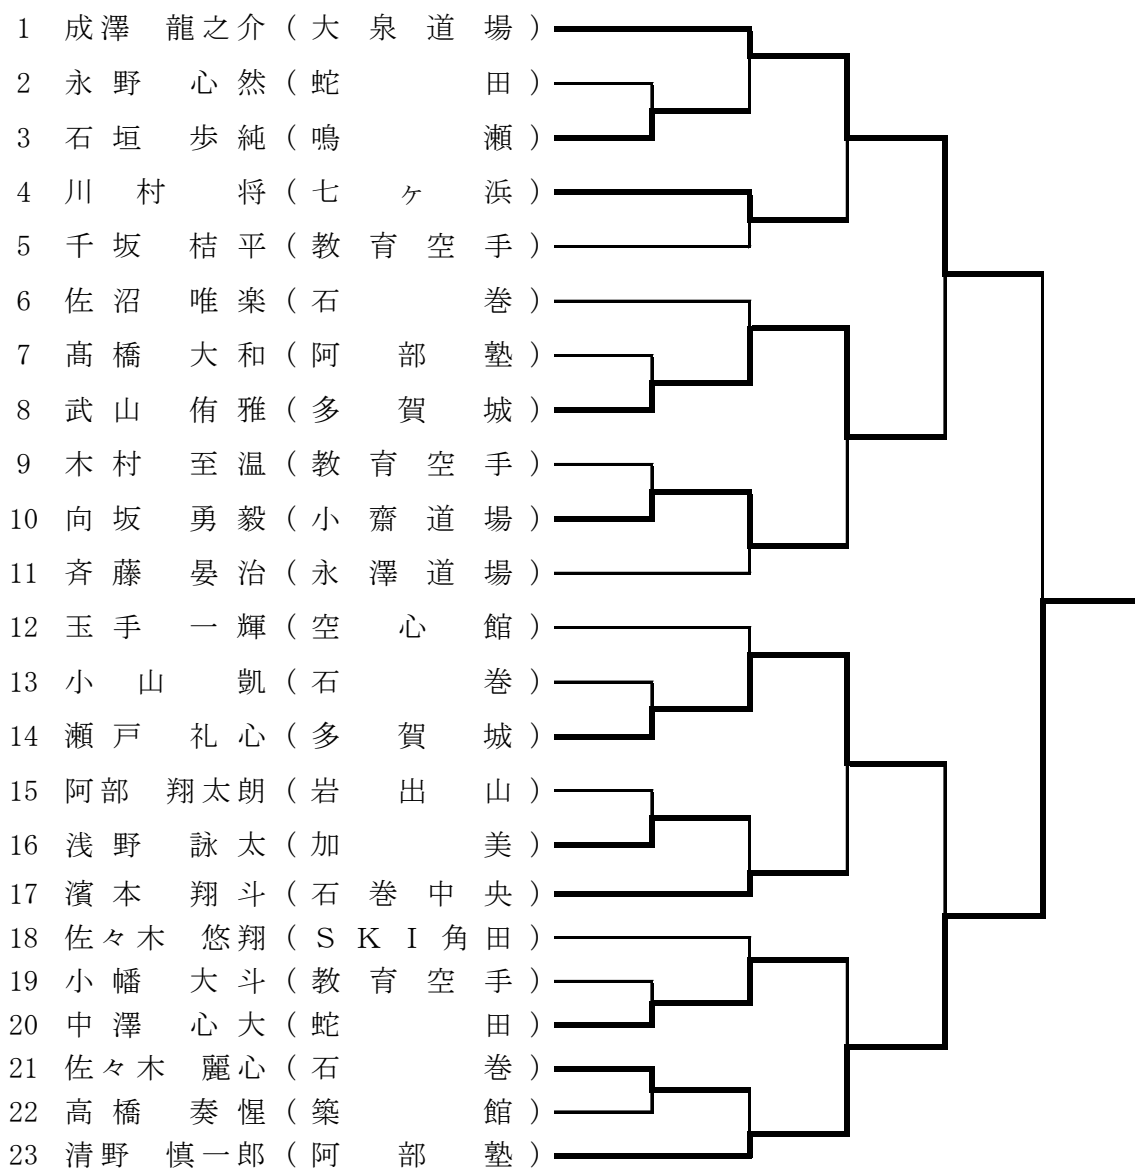 1 成澤 龍之介（大泉道場）
2 永野 心然（蛇田）
3 石垣 歩純（鳴瀬）
4 川村 将（七ヶ浜）
5 千坂 桔平（教育空手）
6 佐沼 唯楽（石巻）
7 髙橋 大和（阿部塾）
8 武山 侑雅（多賀城）
9 木村 至温（教育空手）
10 向坂 勇毅（小齋道場）
11 斉藤 晏治（永澤道場）
12 玉手 一輝（空心館）
13 小山 凱（石巻）
14 瀬戸 礼心（多賀城）
15 阿部 翔太朗（岩出山）
16 浅野 詠太（加美）
17 濱本 翔斗（石巻中央）
18 佐々木 悠翔（ＳＫＩ角田）
19 小幡 大斗（教育空手）
20 中澤 心大（蛇田）
21 佐々木 麗心（石巻）
22 高橋 奏惺（築館）
23 清野 慎一郎（阿部塾）